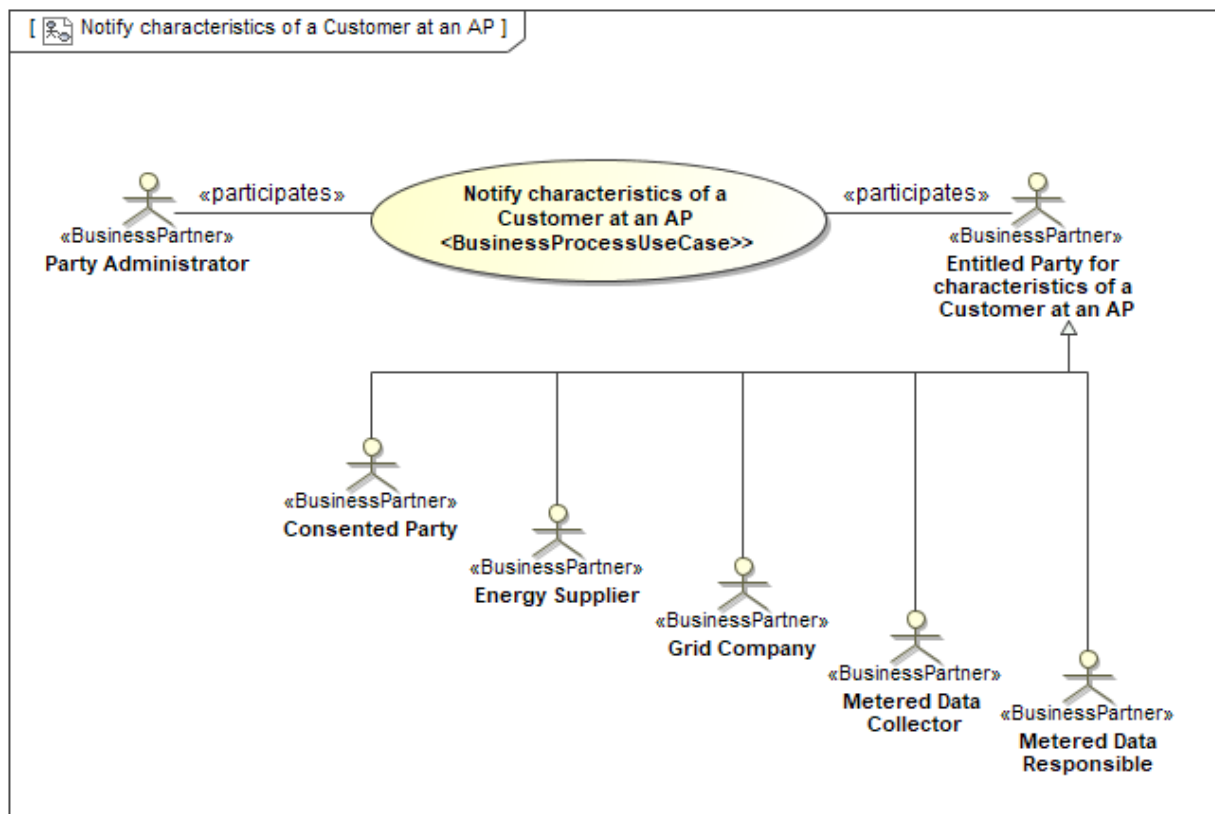 [ Notify characteristics of a Customer at an AP ]
«participates»
«participates»
Notify characteristics of a
Customer at an AP
<BusinessProcessUseCase>>
«BusinessPartner»
Party Administrator
«BusinessPartner»
Entitled Party for
characteristics of a
Customer at an AP
«BusinessPartner»
Consented Party
«BusinessPartner»
Energy Supplier
«BusinessPartner»
Grid Company
«BusinessPartner»
Metered Data
Collector
«BusinessPartner»
Metered Data
Responsible